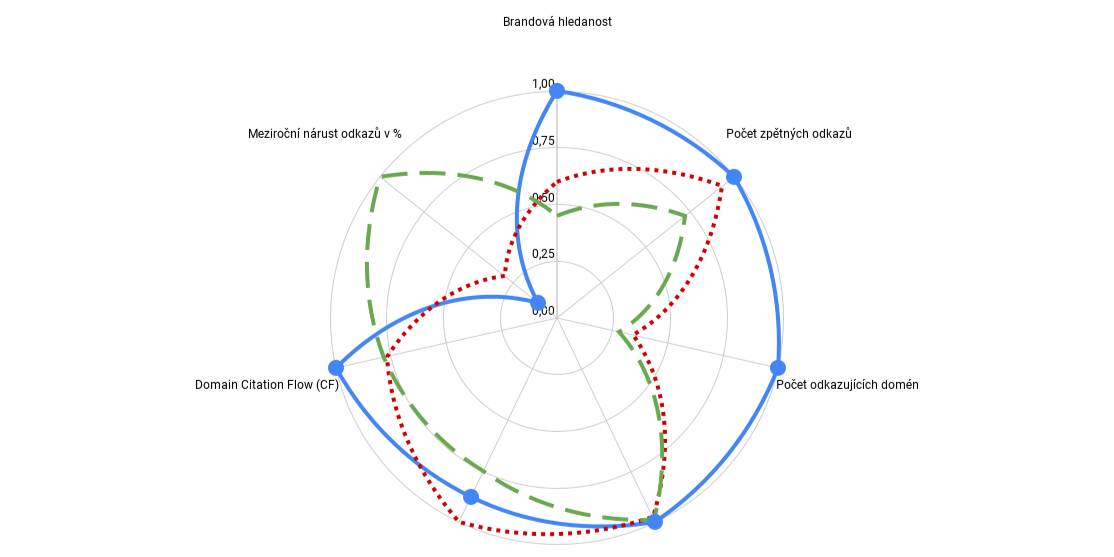 Brandová hledanost
1,00
Meziroční nárust odkazů v %
Počet zpětných odkazů
0,75
0,50
0,25
0,00
Domain Citation Flow (CF)
Počet odkazujících domén